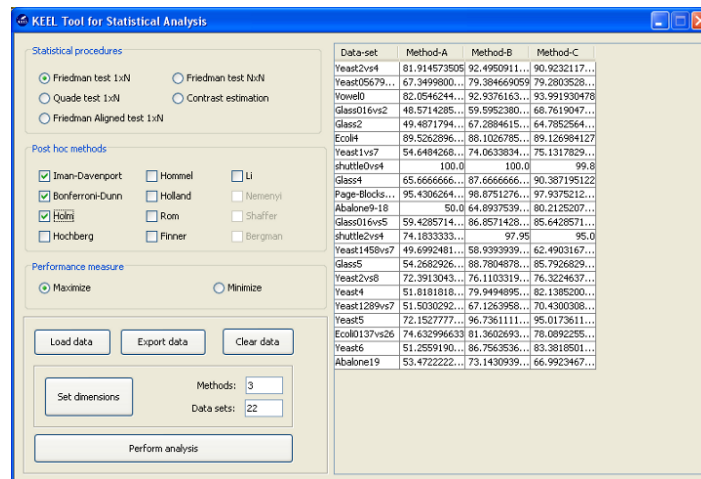 KEEL Tool for Statistical Analysis
Statistical procedures
Friedman test 1xN Friedman test NxN
Quade test 1xN Contrast estimation
Friedman Aligned test 1xN
Post hoc methods
Iman-Davenport Hommel Li
Bonferroni-Dunn Holland Nemenyi
Holm Rom Shaffer
Hochberg Finner Bergman
Performance measure
Maximize Minimize
Load data Export data Clear data
Set dimensions
Methods: 3
Data sets: 22
Perform analysis
Data-set Method-A Method-B Method-C
Yeast2vs4 81.914573505 92.4950911... 90.9232117...
Yeast05679... 67.3499800... 79.384669059 79.2803528...
Vowel0 82.0546244... 92.9376163... 93.991930478
Glass016vs2 48.5714285... 59.5952380... 68.7619047...
Glass2 49.4871794... 67.2884615... 64.7852564...
Ecoli4 89.5262896... 88.1026785... 89.126984127
Yeast1vs7 54.6484268... 74.0633834... 75.1317829...
shuttle0vs4 100.0 100.0 99.8
Glass4 65.6666666... 87.6666666... 90.387195122
Page-Blocks... 95.4306264... 98.8751276... 97.9375212...
Abalone9-18 50.0 64.8937539... 80.2125207...
Glass016vs5 59.4285714... 86.8571428... 85.6428571...
shuttle2vs4 74.1833333... 97.95 95.0
Yeast1458vs7 49.6992481... 58.9393939... 62.4903167...
Glass5 54.2682926... 88.7804878... 85.7926829...
Yeast2vs8 72.3913043... 76.1103319... 76.3224637...
Yeast4 51.8181818... 79.9494895... 82.1385200...
Yeast1289vs7 51.5030292... 67.1263958... 70.4300308...
Yeast5 72.1527777... 96.7361111... 95.0173611...
Ecoli0137vs26 74.632996633 81.3602693... 78.0892255...
Yeast6 51.2559190... 86.7563536... 83.3818501...
Abalone19 53.4722222... 73.1430939... 66.9923467...